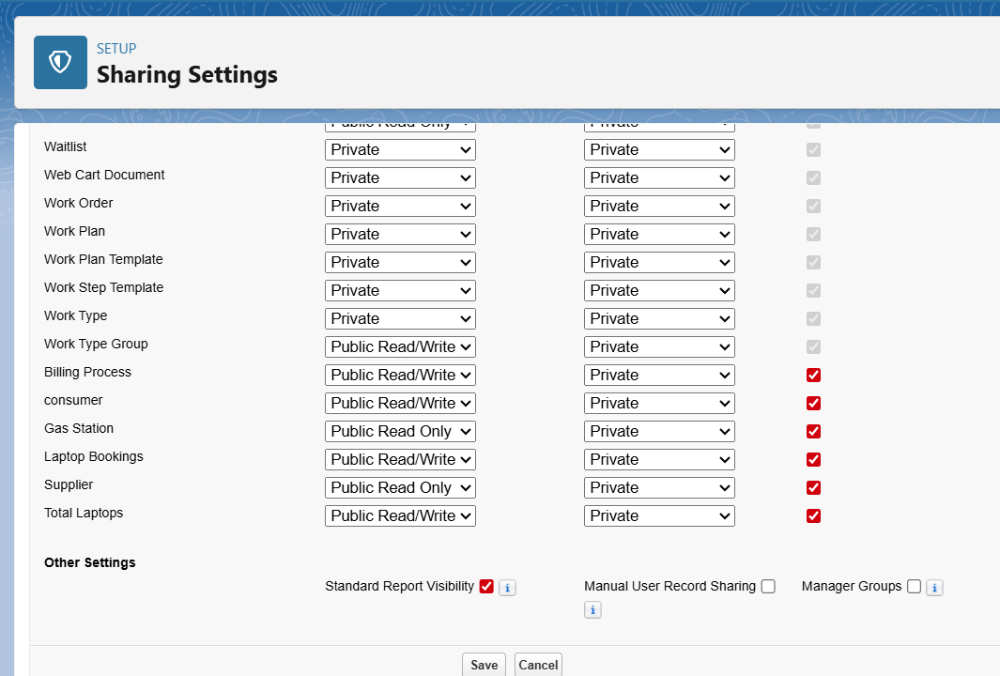 SETUP
Sharing Settings
Public Read Only Private
Waitlist Private Private
Web Cart Document Private Private
Work Order Private Private
Work Plan Private Private
Work Plan Template Private Private
Work Step Template Private Private
Work Type Private Private
Work Type Group Public Read/Write Private
Billing Process Public Read/Write Private
consumer Public Read/Write Private
Gas Station Public Read Only Private
Laptop Bookings Public Read/Write Private
Supplier Public Read Only Private
Total Laptops Public Read/Write Private
Other Settings
Standard Report Visibility i Manual User Record Sharing Manager Groups i
i
Save Cancel